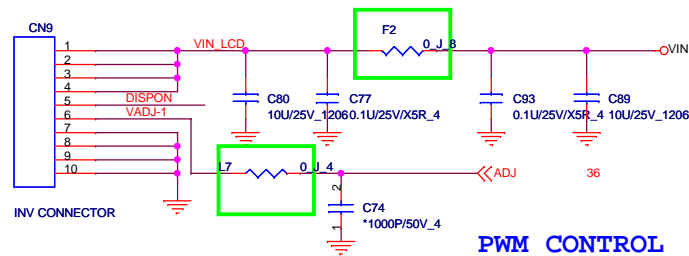 CN9
F2
1 VIN_LCD 0_J_8 VIN
2
3
4
5 DISPON
6 VADJ-1
7
8
9
10
C80
10U/25V_1206
C77
0.1U/25V/X5R_4
C93
0.1U/25V/X5R_4
C89
10U/25V_1206
L7 0_J_4 ADJ 36
INV CONNECTOR
2
1
C74
*1000P/50V_4
PWM CONTROL